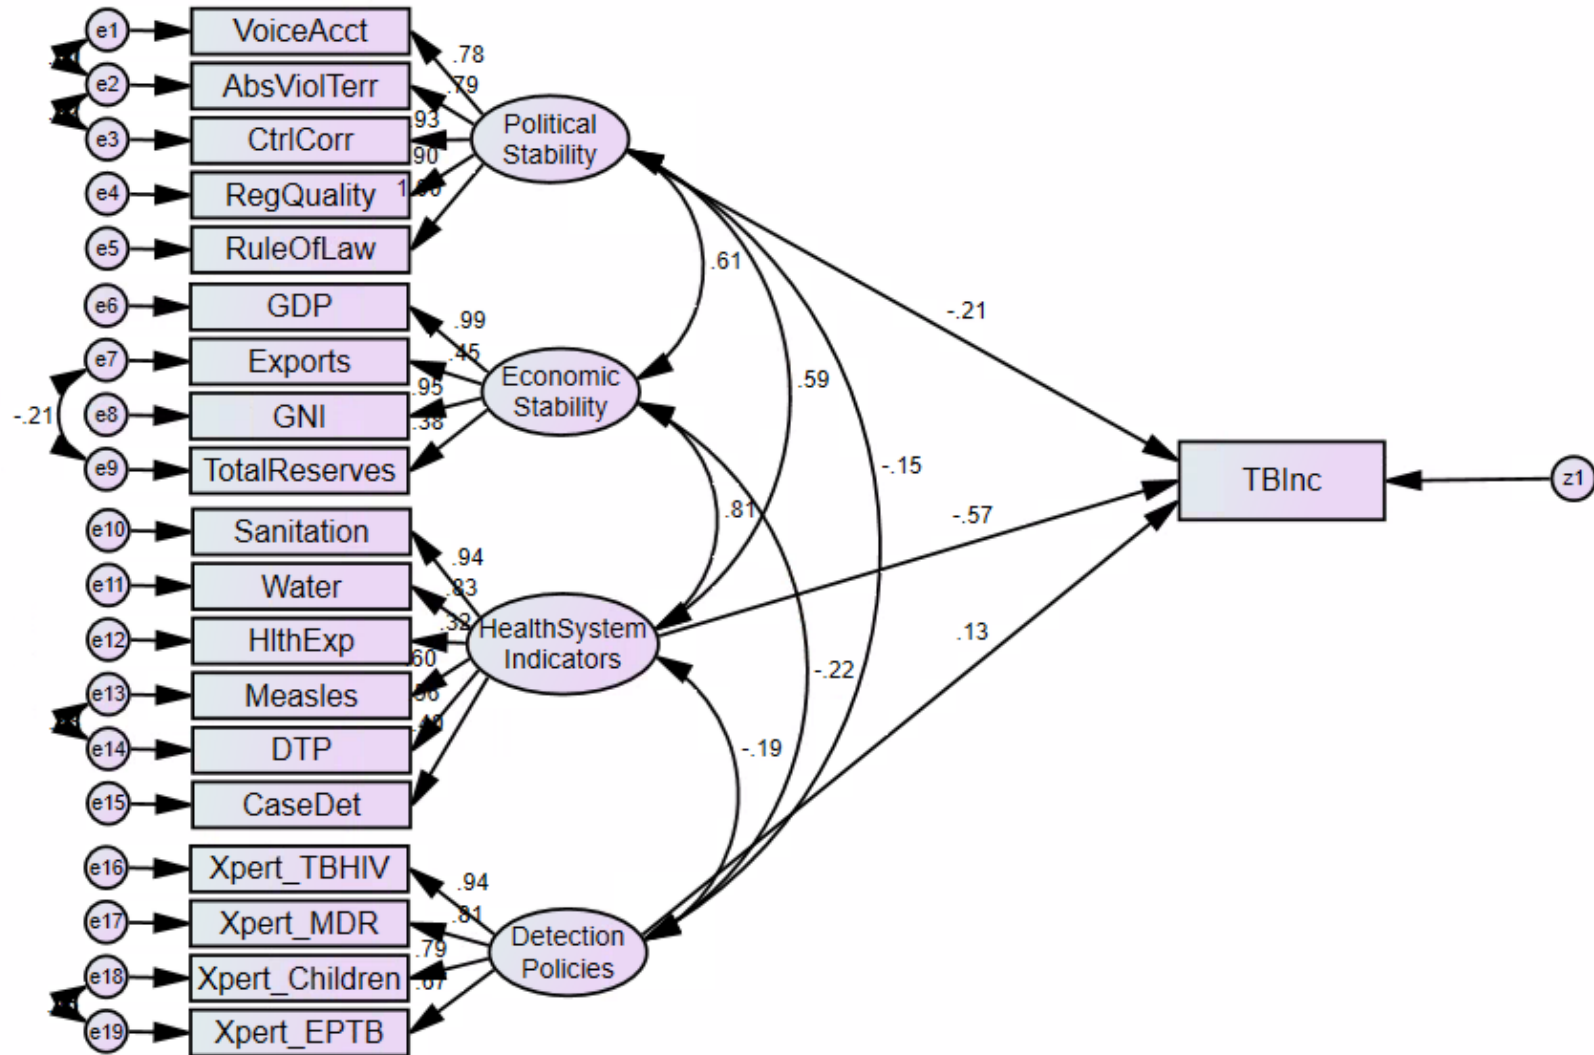 e1
VoiceAcct
.78
e2
AbsViolTerr
.79
e3
CtrlCorr
.93
Political
Stability
e4
RegQuality
.90
e5
RuleOfLaw
.61
-.21
e6
GDP
.99
e7
Exports
.45
.59
Economic
Stability
-.21
e8
GNI
.95
.38
e9
TotalReserves
-.15
TBInc
z1
e10
Sanitation
.94
.81
-.57
e11
Water
.83
e12
HlthExp
.32
HealthSystem
Indicators
.13
e13
Measles
.60
-.22
e14
DTP
-.19
e15
CaseDet
e16
Xpert_TBHIV
.94
e17
Xpert_MDR
.81
Detection
Policies
e18
Xpert_Children
.79
.67
e19
Xpert_EPTB